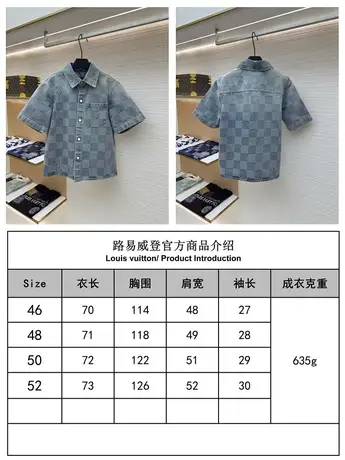 路易威登官方商品介绍
Louis vuitton/ Product Introduction
Size 衣长 胸围 肩宽 袖长 成衣克重
46 70 114 48 27
48 71 118 49 28
50 72 122 51 29
52 73 126 52 30
635g